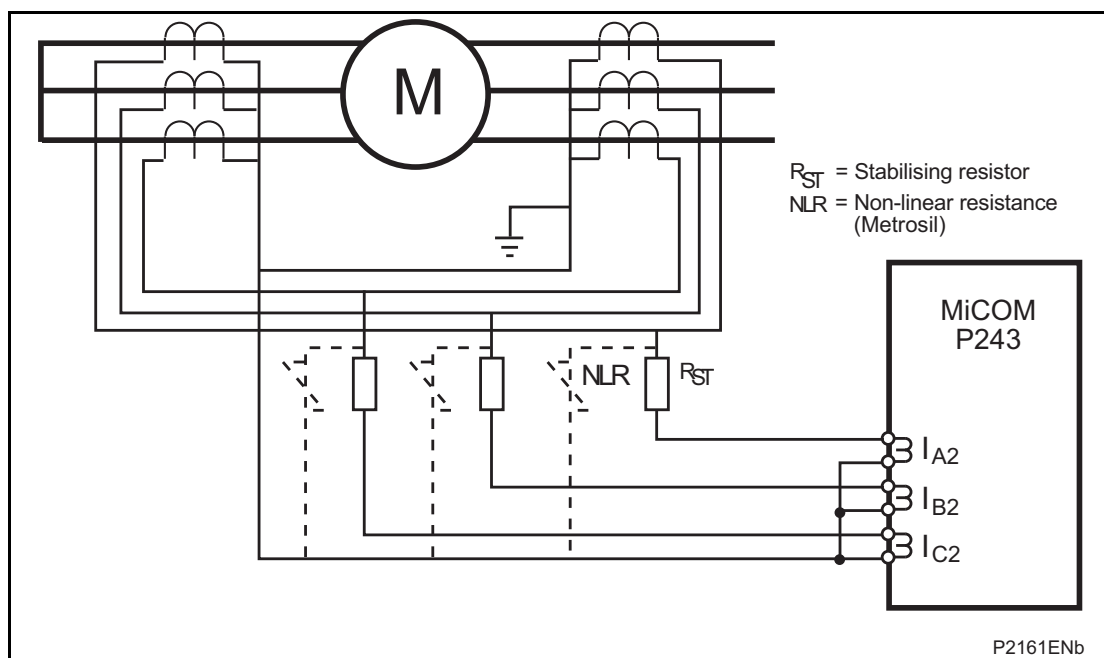 M
RST = Stabilising resistor
NLR = Non-linear resistance
(Metrosil)
MiCOM
P243
NLR
RST
IA2
IB2
IC2
P2161ENb